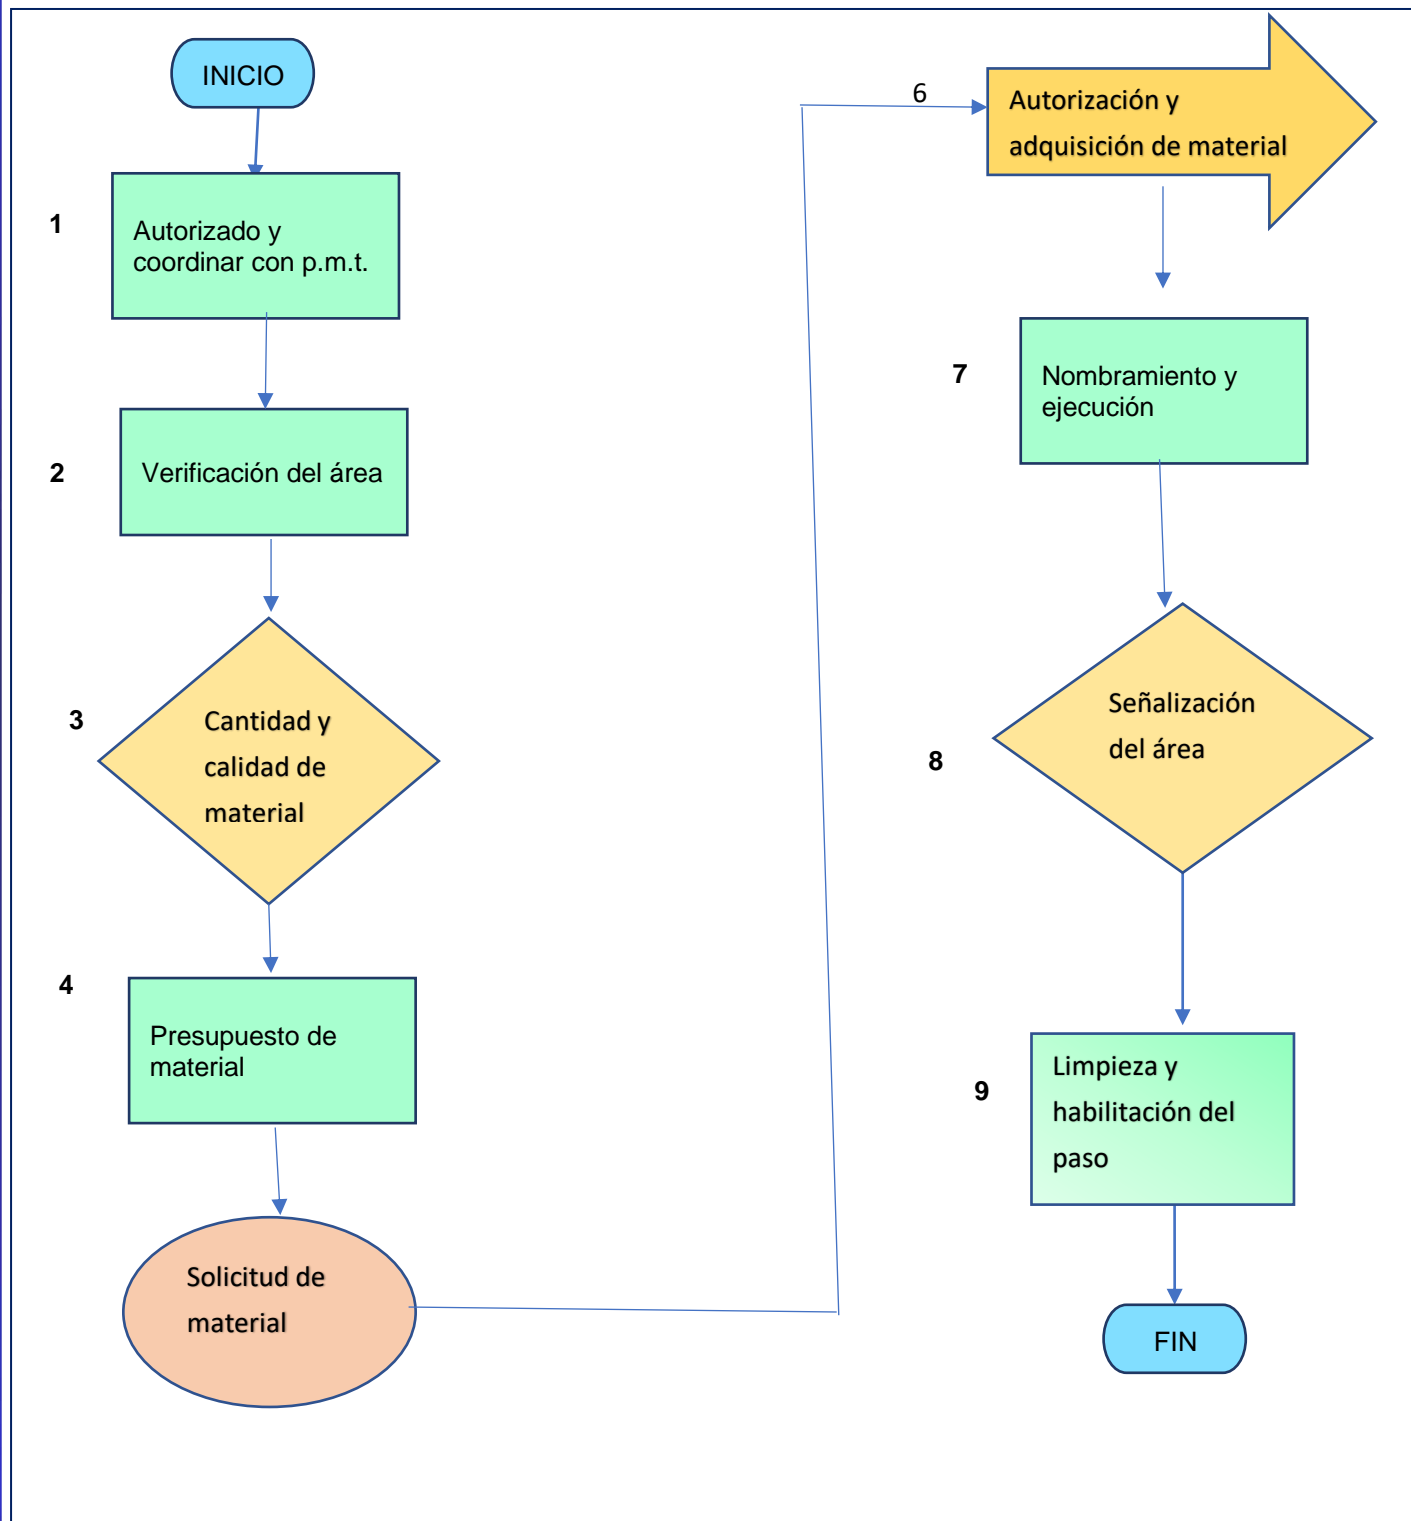 INICIO
1
Autorizado y
coordinar con p.m.t.
2
Verificación del área
3
Cantidad y
calidad de
material
4
Presupuesto de
material
Solicitud de
material
6
Autorización y
adquisición de material
7
Nombramiento y
ejecución
8
Señalización
del área
9
Limpieza y
habilitación del
paso
FIN